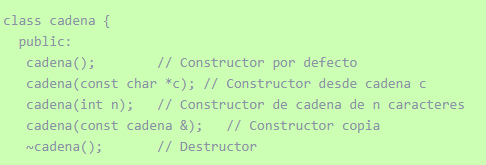 class cadena {
  public:
   cadena();        // Constructor por defecto
   cadena(const char *c); // Constructor desde cadena c
   cadena(int n);   // Constructor de cadena de n caracteres
   cadena(const cadena &);   // Constructor copia
   ~cadena();       // Destructor